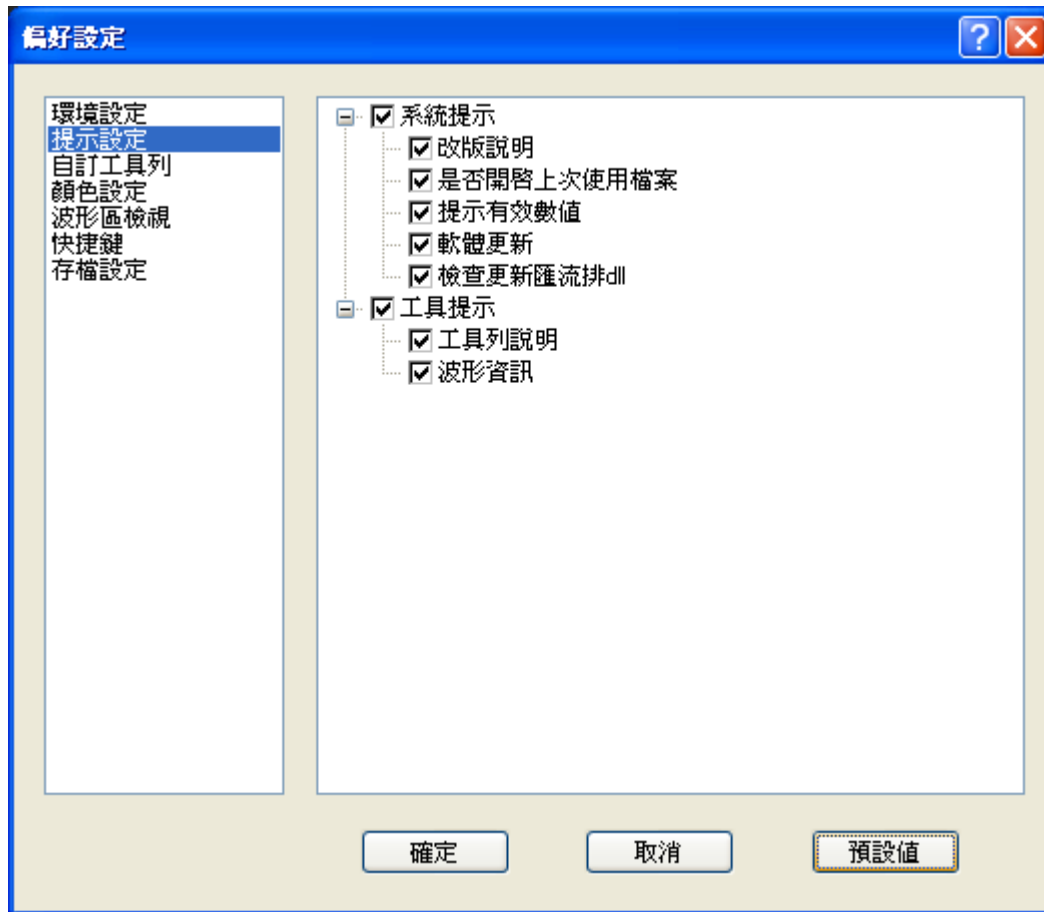 偏好設定
環境設定
提示設定
自訂工具列
顏色設定
波形區檢視
快捷鍵
存檔設定
系統提示
改版說明
是否開啓上次使用檔案
提示有效數值
軟體更新
檢查更新匯流排dll
工具提示
工具列說明
波形資訊
確定
取消
預設值